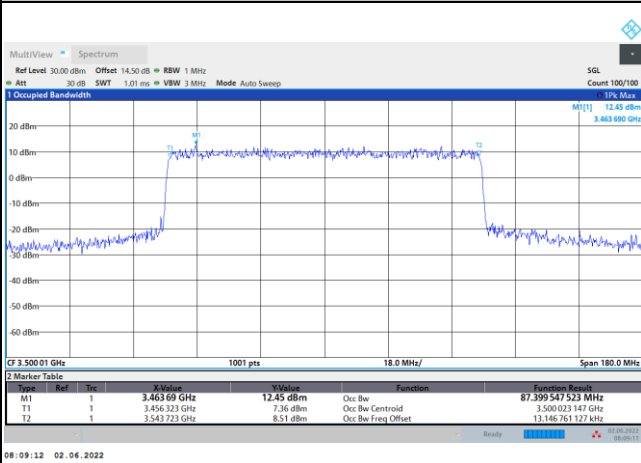 MultiView Spectrum
Ref Level 30.00 dBm Offset 14.50 dB RBW 1 MHz SGL
Att 30 dB SWT 1.01 ms VBW 3 MHz Mode Auto Sweep Count 100/100
1 Occupied Bandwidth 1Pk Max
M1[1] 12.45 dBm
3.463 690 GHz
20 dBm
M1
T1
T2
10 dBm
0 dBm
-10 dBm
-20 dBm
-30 dBm
-40 dBm
-50 dBm
-60 dBm
CF 3.500 01 GHz 1001 pts 18.0 MHz/ Span 180.0 MHz
2 Marker Table
Type Ref Trc X-Value Y-Value Function Function Result
M1 1 3.463 69 GHz 12.45 dBm Occ Bw 87.399 547 523 MHz
T1 1 3.456 323 GHz 7.36 dBm Occ Bw Centroid 3.500 023 147 GHz
T2 1 3.543 723 GHz 8.51 dBm Occ Bw Freq Offset 13.146 761 127 kHz
Ready 02.06.2022
08:09:11
08:09:12 02.06.2022